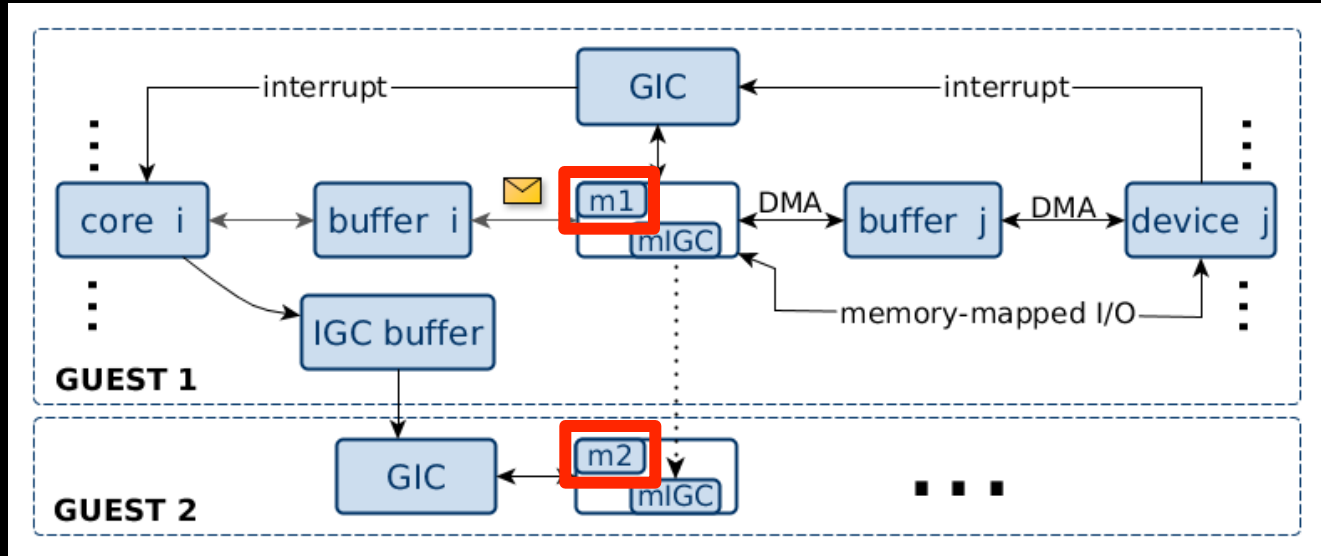 interrupt
GIC
interrupt
core i
buffer i
m1
mIGC
DMA
buffer j
DMA
device j
IGC buffer
memory-mapped I/O
GUEST 1
GIC
m2
mIGC
GUEST 2